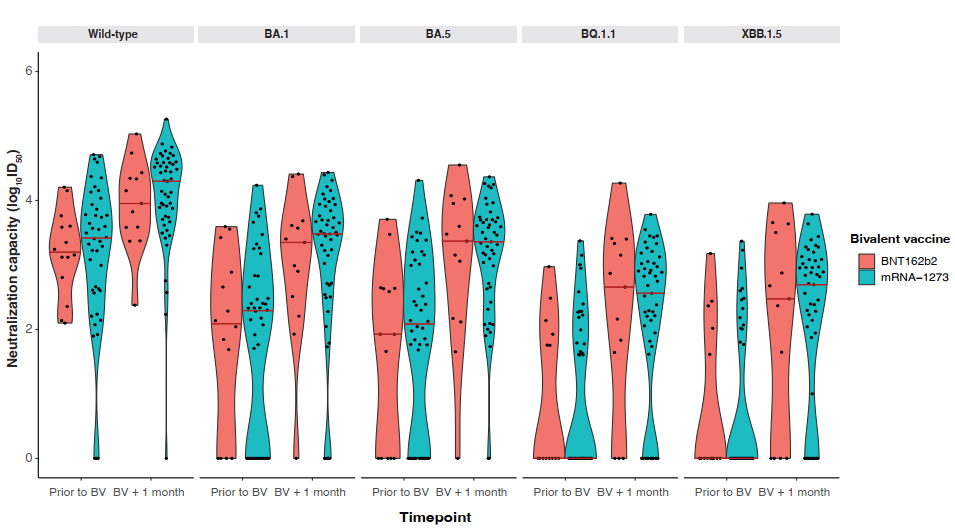 Wild-type BA.1 BA.5 BQ.1.1 XBB.1.5
6
4
2
0
Neutralization capacity (log10ID50)
Prior to BV BV + 1 month Prior to BV BV + 1 month Prior to BV BV + 1 month Prior to BV BV + 1 month Prior to BV BV + 1 month
Timepoint
Bivalent vaccine
BNT162b2
mRNA−1273